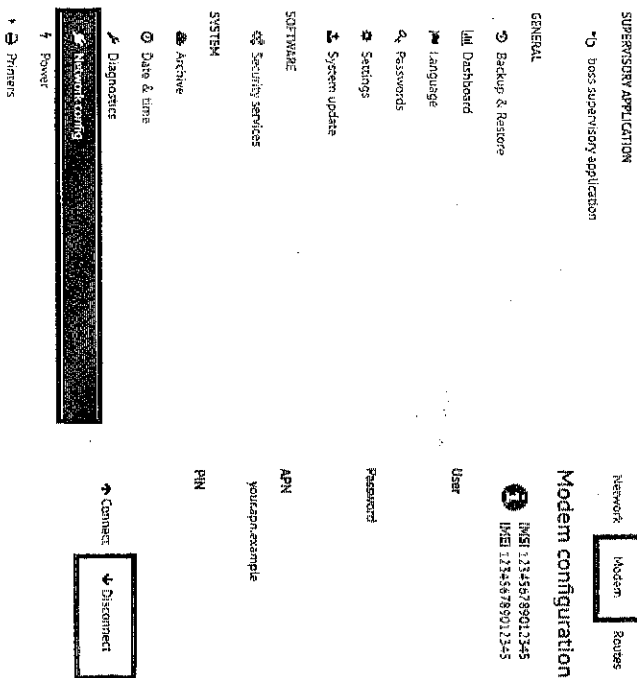 SUPERVISORY APPLICATION
boss supervisory application
GENERAL
Backup & Restore
Dashboard
Language
Passwords
Settings
System update
SOFTWARE
Security services
SYSTEM
Archive
Date & time
Diagnostics
Network config
Power
Printers
Network Modem Routes
Modem configuration
IMSI 123456789012345
IMEI 123456789012345
User
Password
APN
your.apn.example
PIN
Connect Disconnect